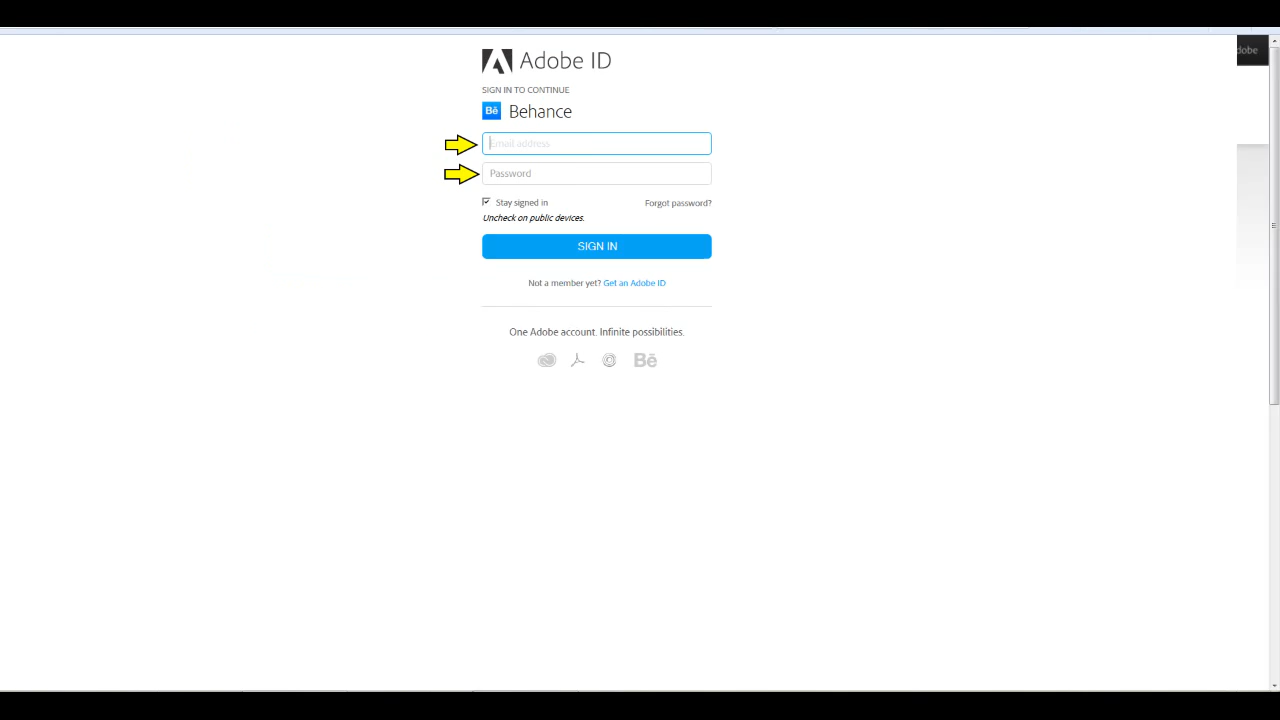 dobe
Adobe ID
SIGN IN TO CONTINUE
Bē Behance
Email address
Password
Stay signed in Forgot password?
Uncheck on public devices.
SIGN IN
Not a member yet? Get an Adobe ID
One Adobe account. Infinite possibilities.
Bē